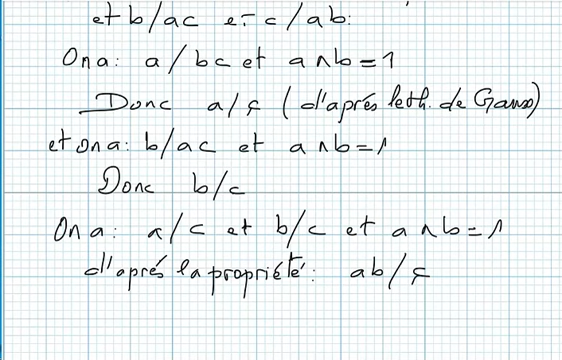 et b/ac et c/ab:
On a: a/bc et a∧b=1
Donc a/c (d'après le th. de Gauss)
et on a: b/ac et a∧b=1
Donc b/c
On a: a/c et b/c et a∧b=1
d'après la propriété: ab/c